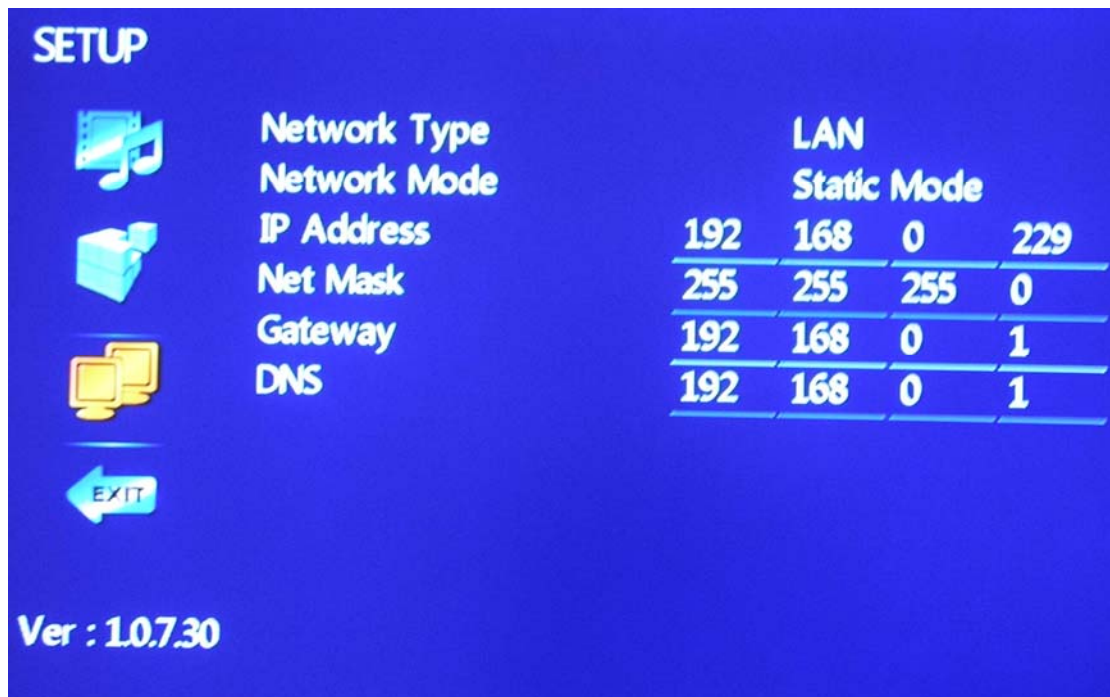 SETUP
Network Type LAN
Network Mode Static Mode
IP Address 192 168 0 229
Net Mask 255 255 255 0
Gateway 192 168 0 1
DNS 192 168 0 1
EXIT
Ver : 1.0.7.30